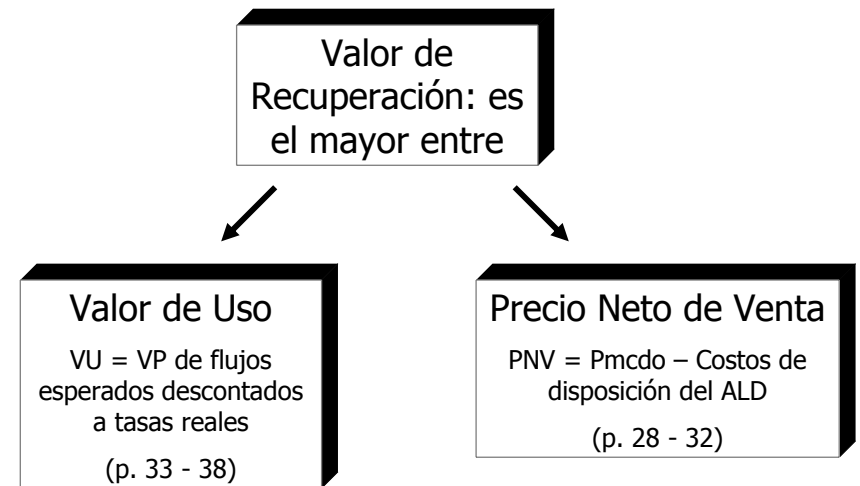 Valor de
Recuperación: es
el mayor entre
Valor de Uso
VU = VP de flujos
esperados descontados
a tasas reales
(p. 33 - 38)
Precio Neto de Venta
PNV = Pmcdo – Costos de
disposición del ALD
(p. 28 - 32)